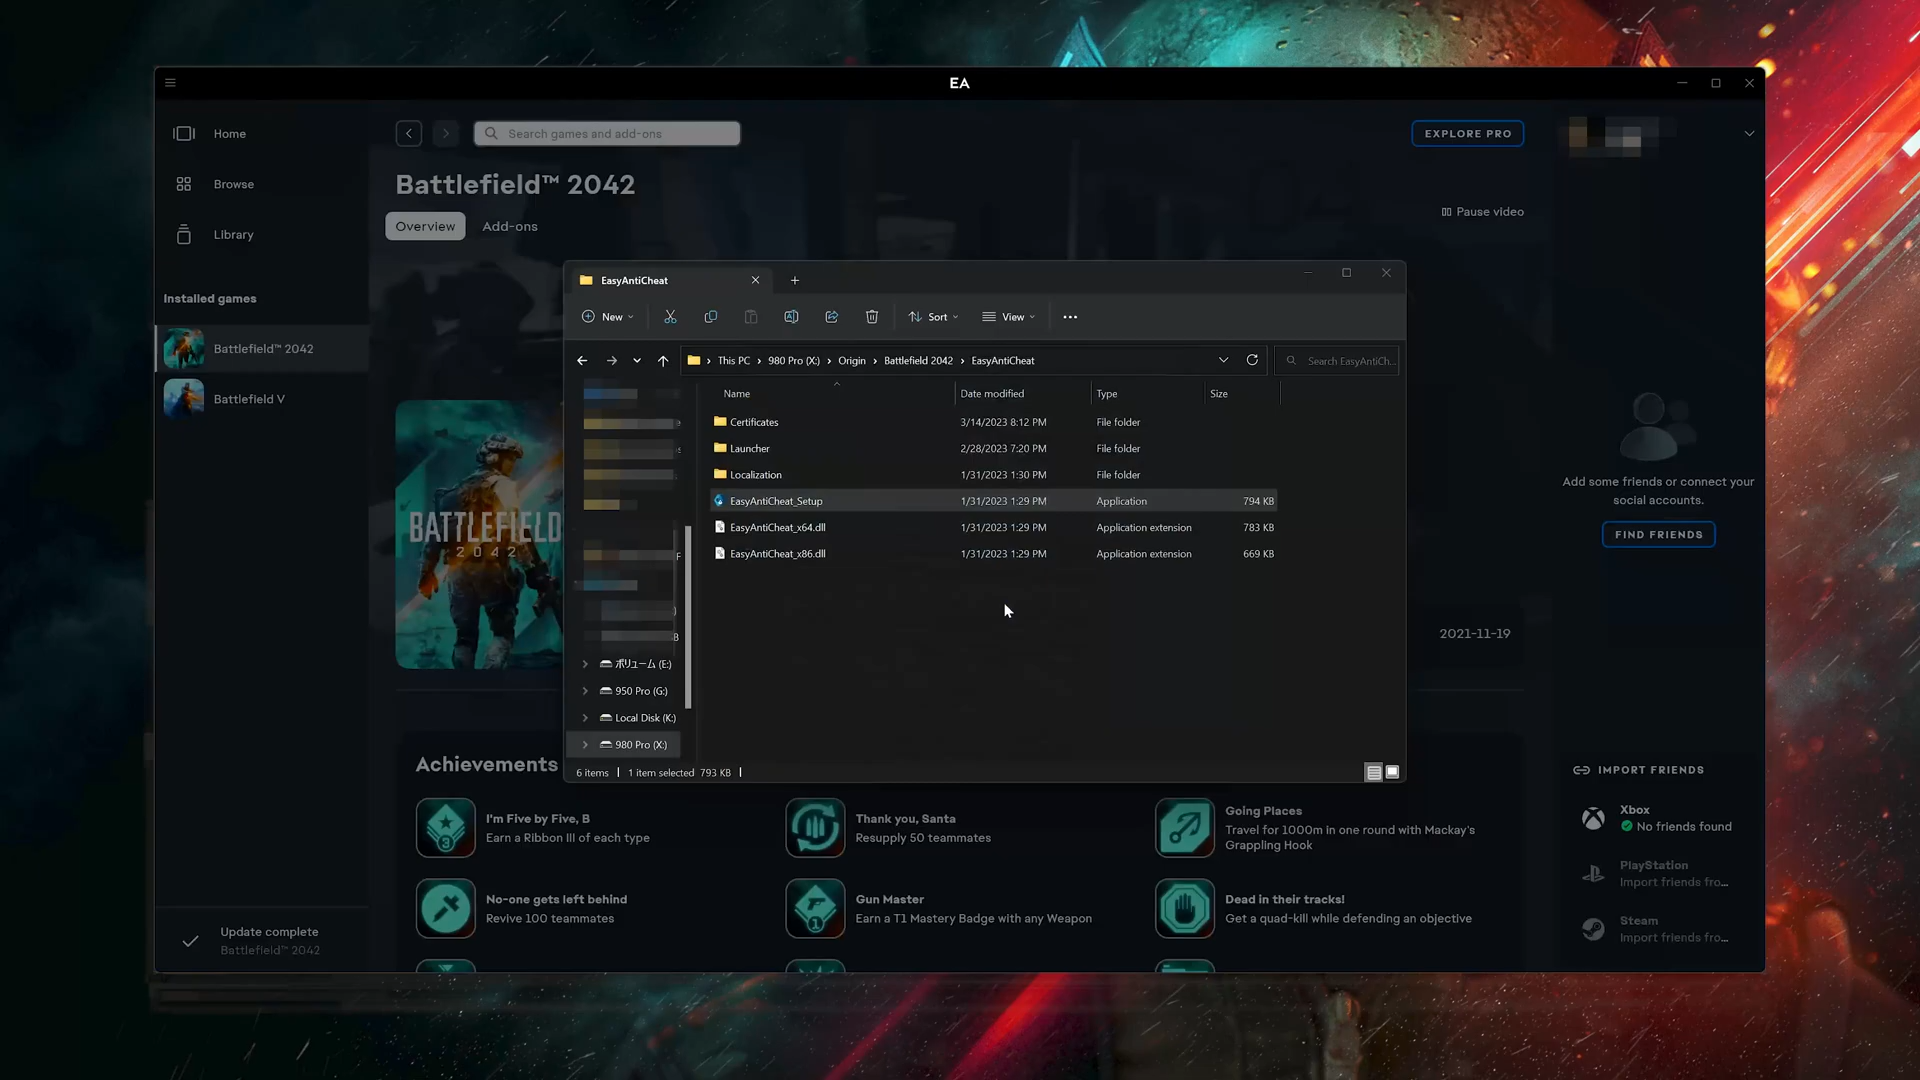 EA
Home
Browse
Library
Installed games
Battlefield™ 2042
Battlefield V
Update complete
Battlefield™ 2042
Search games and add-ons
EXPLORE PRO
Battlefield™ 2042
Overview
Add-ons
Pause video
EasyAntiCheat
New
Sort
View
This PC
980 Pro (X:)
Origin
Battlefield 2042
EasyAntiCheat
Search EasyAntiCh...
Name Date modified Type Size
Certificates 3/14/2023 8:12 PM File folder
Launcher 2/28/2023 7:20 PM File folder
Localization 1/31/2023 1:30 PM File folder
EasyAntiCheat_Setup 1/31/2023 1:29 PM Application 794 KB
EasyAntiCheat_x64.dll 1/31/2023 1:29 PM Application extension 783 KB
EasyAntiCheat_x86.dll 1/31/2023 1:29 PM Application extension 669 KB
ボリューム (E:)
950 Pro (G:)
Local Disk (K:)
980 Pro (X:)
6 items
1 item selected 793 KB
BATTLEFIELD
2042
2021-11-19
Achievements
I'm Five by Five, B
Earn a Ribbon III of each type
Thank you, Santa
Resupply 50 teammates
Going Places
Travel for 1000m in one round with Mackay's
Grappling Hook
No-one gets left behind
Revive 100 teammates
Gun Master
Earn a T1 Mastery Badge with any Weapon
Dead in their tracks!
Get a quad-kill while defending an objective
3
1
Add some friends or connect your
social accounts.
FIND FRIENDS
IMPORT FRIENDS
Xbox
No friends found
PlayStation
Import friends fro...
Steam
Import friends fro...